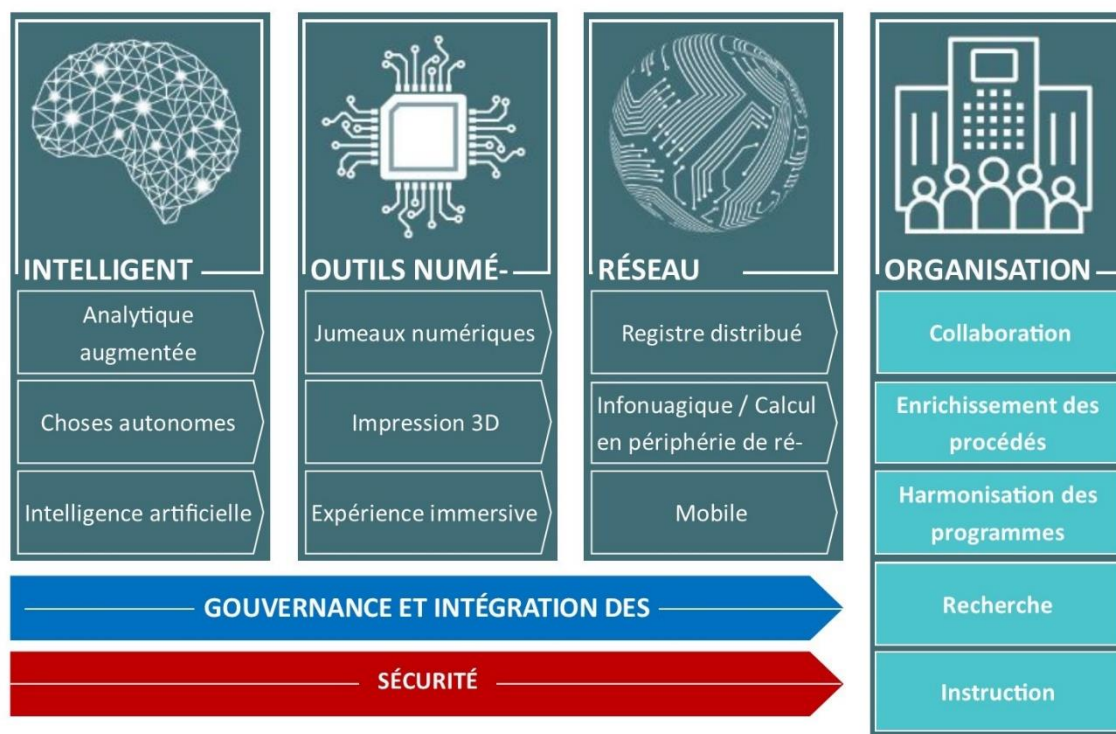 INTELLIGENT
Analytique
augmentée
Choses autonomes
Intelligence artificielle
OUTILS NUMÉ-
Jumeaux numériques
Impression 3D
Expérience immersive
RÉSEAU
Registre distribué
Infonuagique / Calcul
en périphérie de ré-
Mobile
ORGANISATION
Collaboration
Enrichissement des
procédés
Harmonisation des
programmes
Recherche
Instruction
GOUVERNANCE ET INTÉGRATION DES
SÉCURITÉ